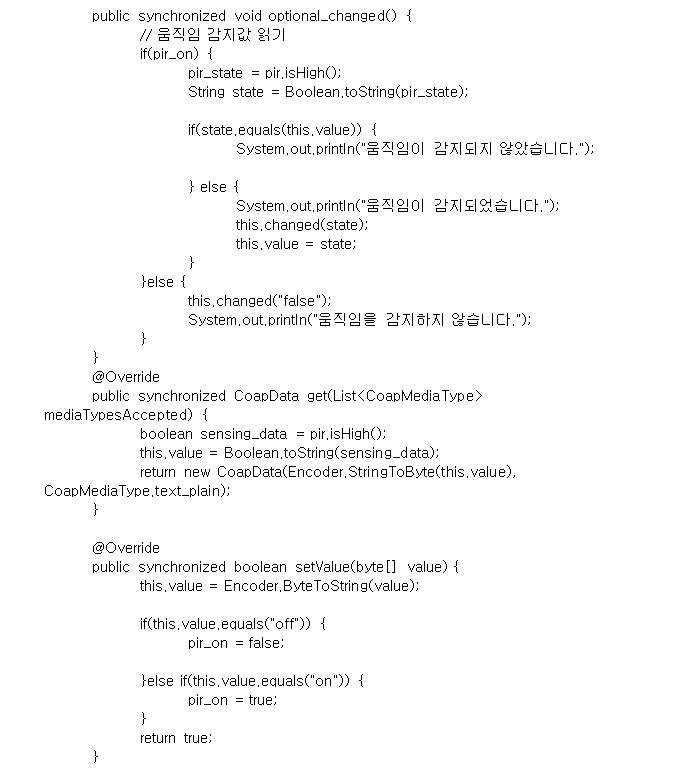 public synchronized void optional_changed() {
// 움직임 감지값 읽기
if(pir_on) {
pir_state = pir.isHigh();
String state = Boolean.toString(pir_state);
if(state.equals(this.value)) {
System.out.println("움직임이 감지되지 않았습니다.");
} else {
System.out.println("움직임이 감지되었습니다.");
this.changed(state);
this.value = state;
}
}else {
this.changed("false");
System.out.println("움직임을 감지하지 않습니다.");
}
}
@Override
public synchronized CoapData get(List<CoapMediaType>
mediaTypesAccepted) {
boolean sensing_data = pir.isHigh();
this.value = Boolean.toString(sensing_data);
return new CoapData(Encoder.StringToByte(this.value),
CoapMediaType.text_plain);
}
@Override
public synchronized boolean setValue(byte[] value) {
this.value = Encoder.ByteToString(value);
if(this.value.equals("off")) {
pir_on = false;
}else if(this.value.equals("on")) {
pir_on = true;
}
return true;
}